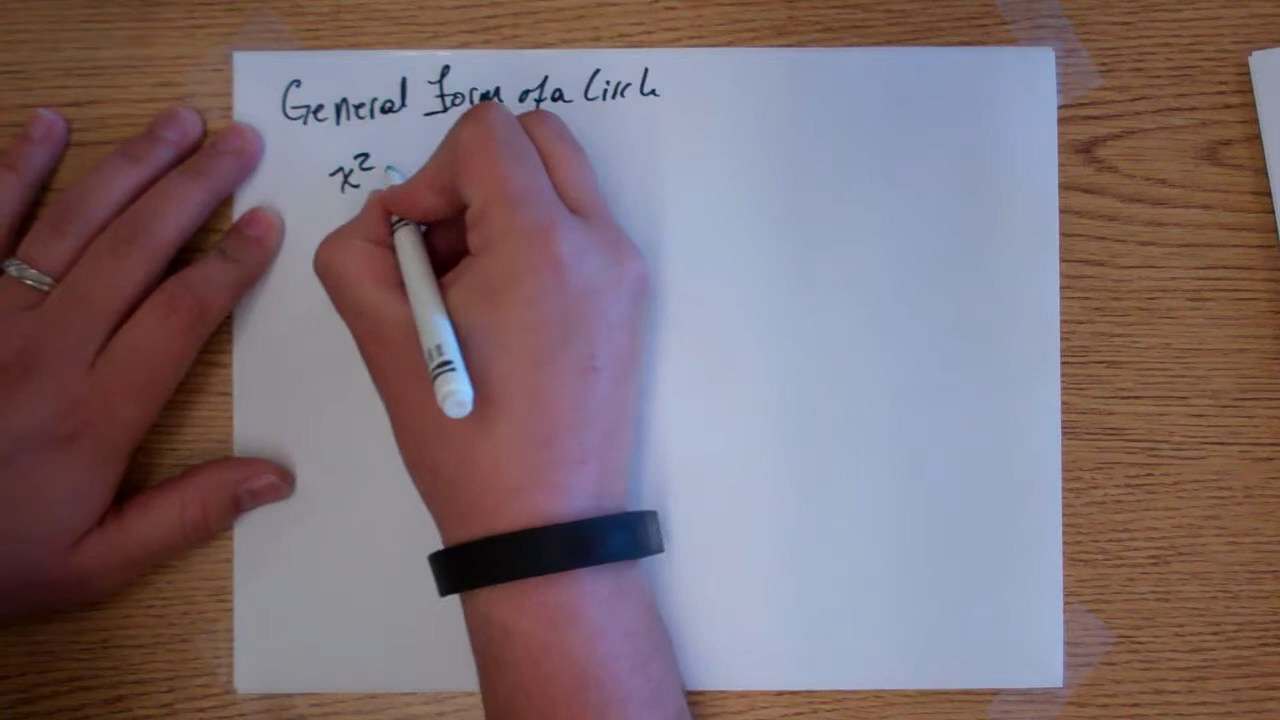 General Form of a Circle
x²